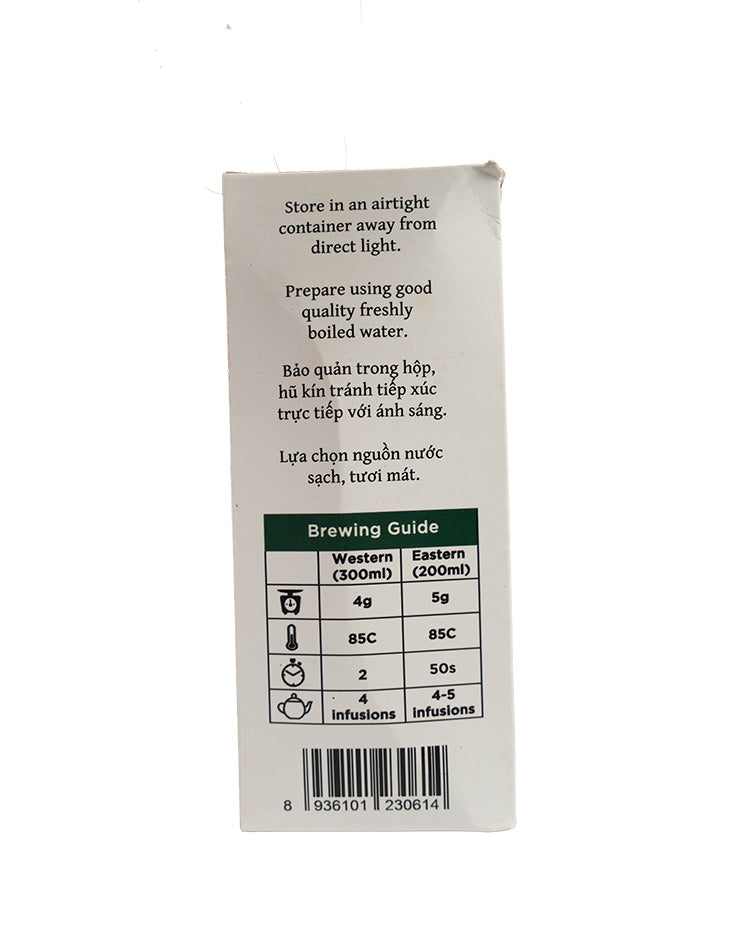 Store in an airtight
container away from
direct light.
Prepare using good
quality freshly
boiled water.
Bảo quản trong hộp,
hũ kín tránh tiếp xúc
trực tiếp với ánh sáng.
Lựa chọn nguồn nước
sạch, tươi mát.
Brewing Guide
Western Eastern
(300ml) (200ml)
4g 5g
85C 85C
2 50s
4 4-5
infusions infusions
8 936101 230614